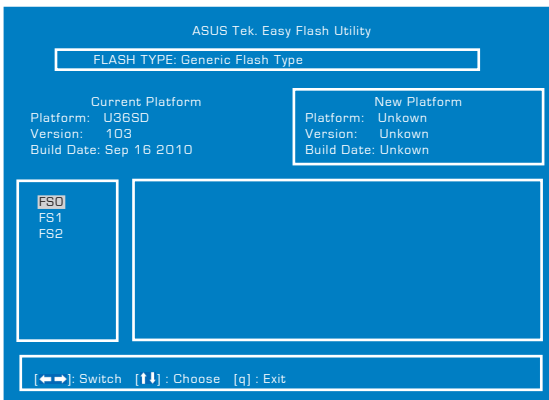 ASUS Tek. Easy Flash Utility
FLASH TYPE: Generic Flash Type
Current Platform
Platform: U36SD
Version: 103
Build Date: Sep 16 2010
New Platform
Platform: Unkown
Version: Unkown
Build Date: Unkown
FS0
FS1
FS2
[←→]: Switch [↑↓] : Choose [q] : Exit